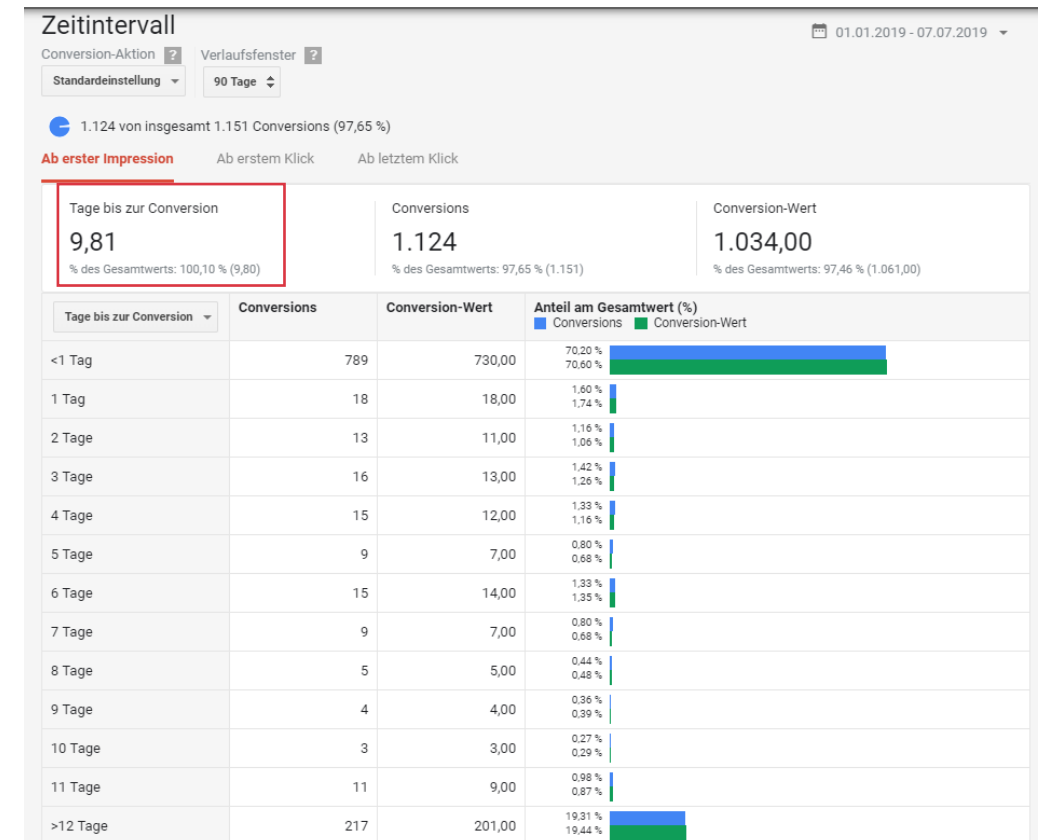 Zeitintervall
01.01.2019 - 07.07.2019
Conversion-Aktion ? Verlaufsfenster ?
Standardeinstellung 90 Tage
1.124 von insgesamt 1.151 Conversions (97,65 %)
Ab erster Impression Ab erstem Klick Ab letztem Klick
Tage bis zur Conversion Conversions Conversion-Wert
9,81 1.124 1.034,00
% des Gesamtwerts: 100,10 % (9,80) % des Gesamtwerts: 97,65 % (1.151) % des Gesamtwerts: 97,46 % (1.061,00)
Tage bis zur Conversion Conversions Conversion-Wert Anteil am Gesamtwert (%)
Conversions Conversion-Wert
<1 Tag 789 730,00 70,20 %
70,60 %
1 Tag 18 18,00 1,60 %
1,74 %
2 Tage 13 11,00 1,16 %
1,06 %
3 Tage 16 13,00 1,42 %
1,26 %
4 Tage 15 12,00 1,33 %
1,16 %
5 Tage 9 7,00 0,80 %
0,68 %
6 Tage 15 14,00 1,33 %
1,35 %
7 Tage 9 7,00 0,80 %
0,68 %
8 Tage 5 5,00 0,44 %
0,48 %
9 Tage 4 4,00 0,36 %
0,39 %
10 Tage 3 3,00 0,27 %
0,29 %
11 Tage 11 9,00 0,98 %
0,87 %
>12 Tage 217 201,00 19,31 %
19,44 %